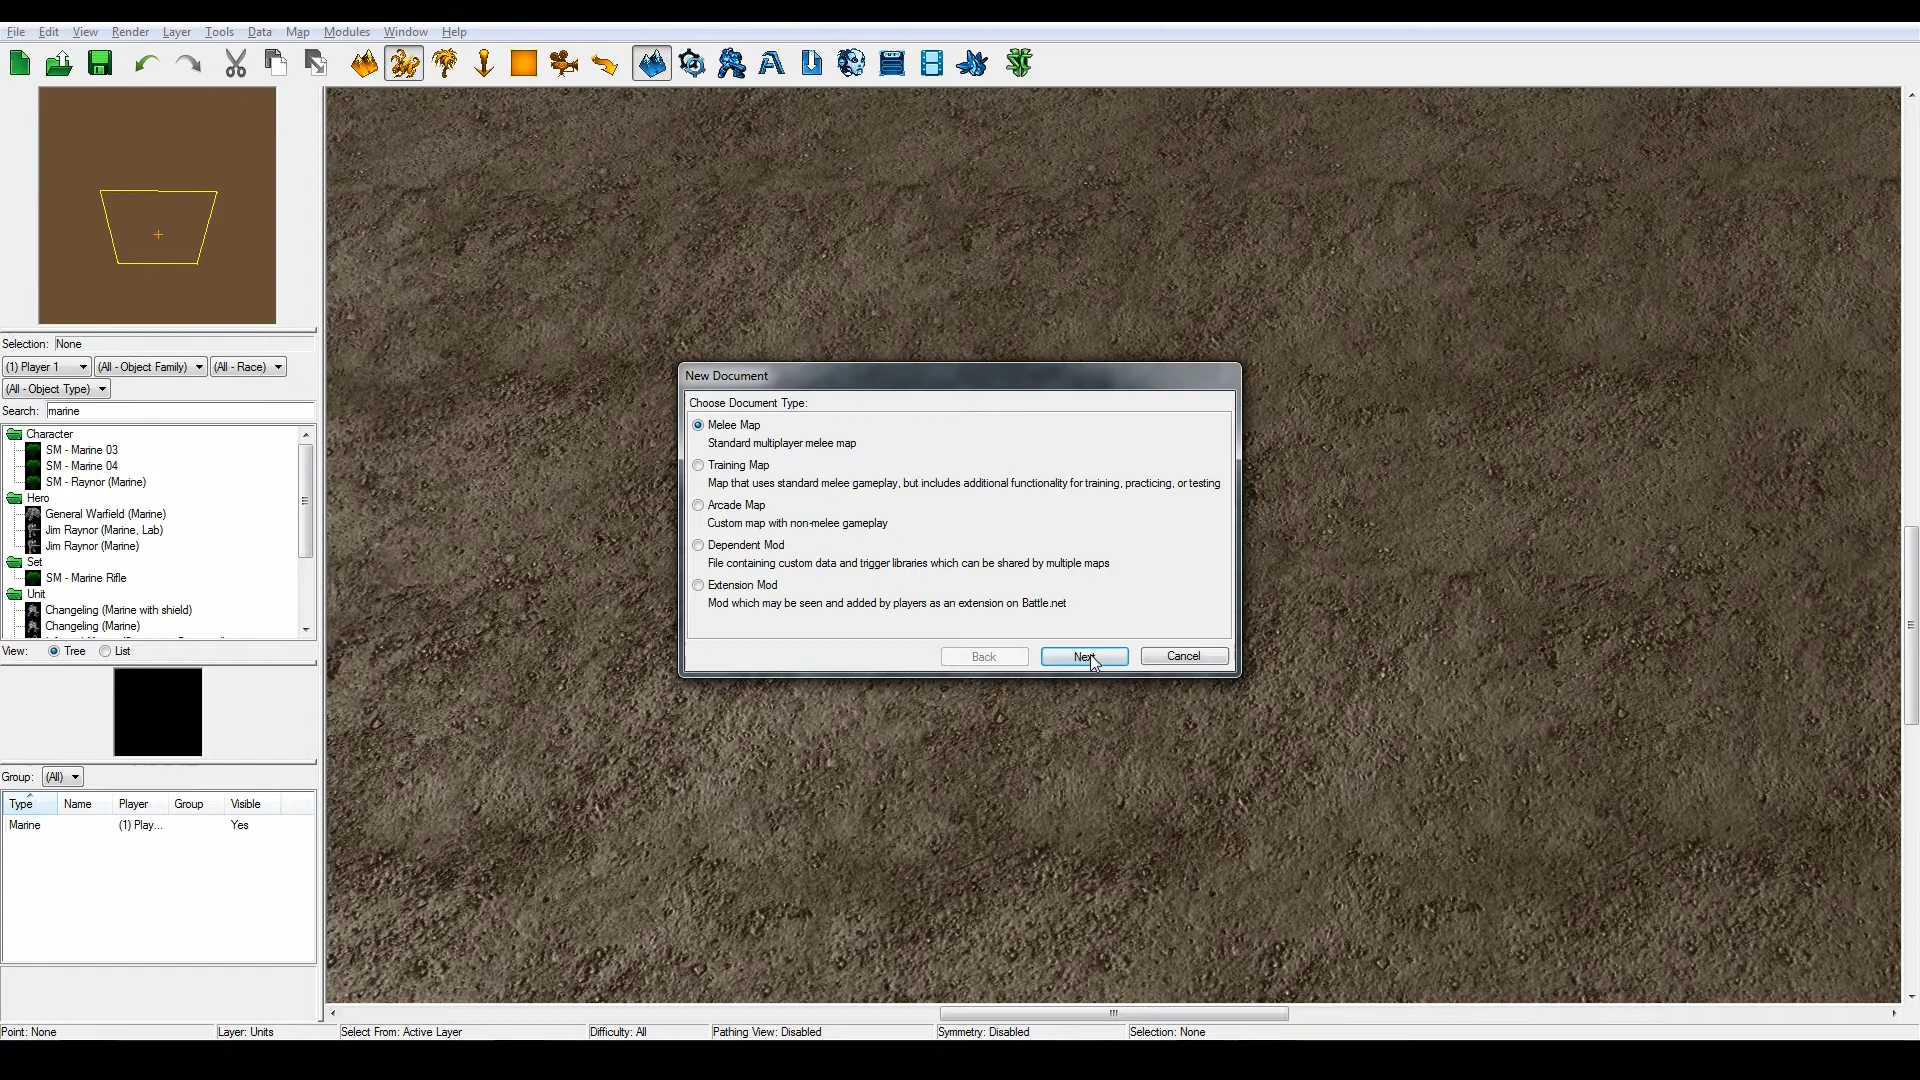 File Edit View Render Layer Tools Data Map Modules Window Help
Selection: None
(1) Player 1 (All - Object Family) (All - Race)
(All - Object Type)
Search: marine
Character
SM - Marine 03
SM - Marine 04
SM - Raynor (Marine)
Hero
General Warfield (Marine)
Jim Raynor (Marine, Lab)
Jim Raynor (Marine)
Set
SM - Marine Rifle
Unit
Changeling (Marine with shield)
Changeling (Marine)
View: Tree List
Group: (All)
Type Name Player Group Visible
Marine (1) Play... Yes
New Document
Choose Document Type:
Melee Map
Standard multiplayer melee map
Training Map
Map that uses standard melee gameplay, but includes additional functionality for training, practicing, or testing
Arcade Map
Custom map with non-melee gameplay
Dependent Mod
File containing custom data and trigger libraries which can be shared by multiple maps
Extension Mod
Mod which may be seen and added by players as an extension on Battle.net
Back Next Cancel
Point: None Layer: Units Select From: Active Layer Difficulty: All Pathing View: Disabled Symmetry: Disabled Selection: None